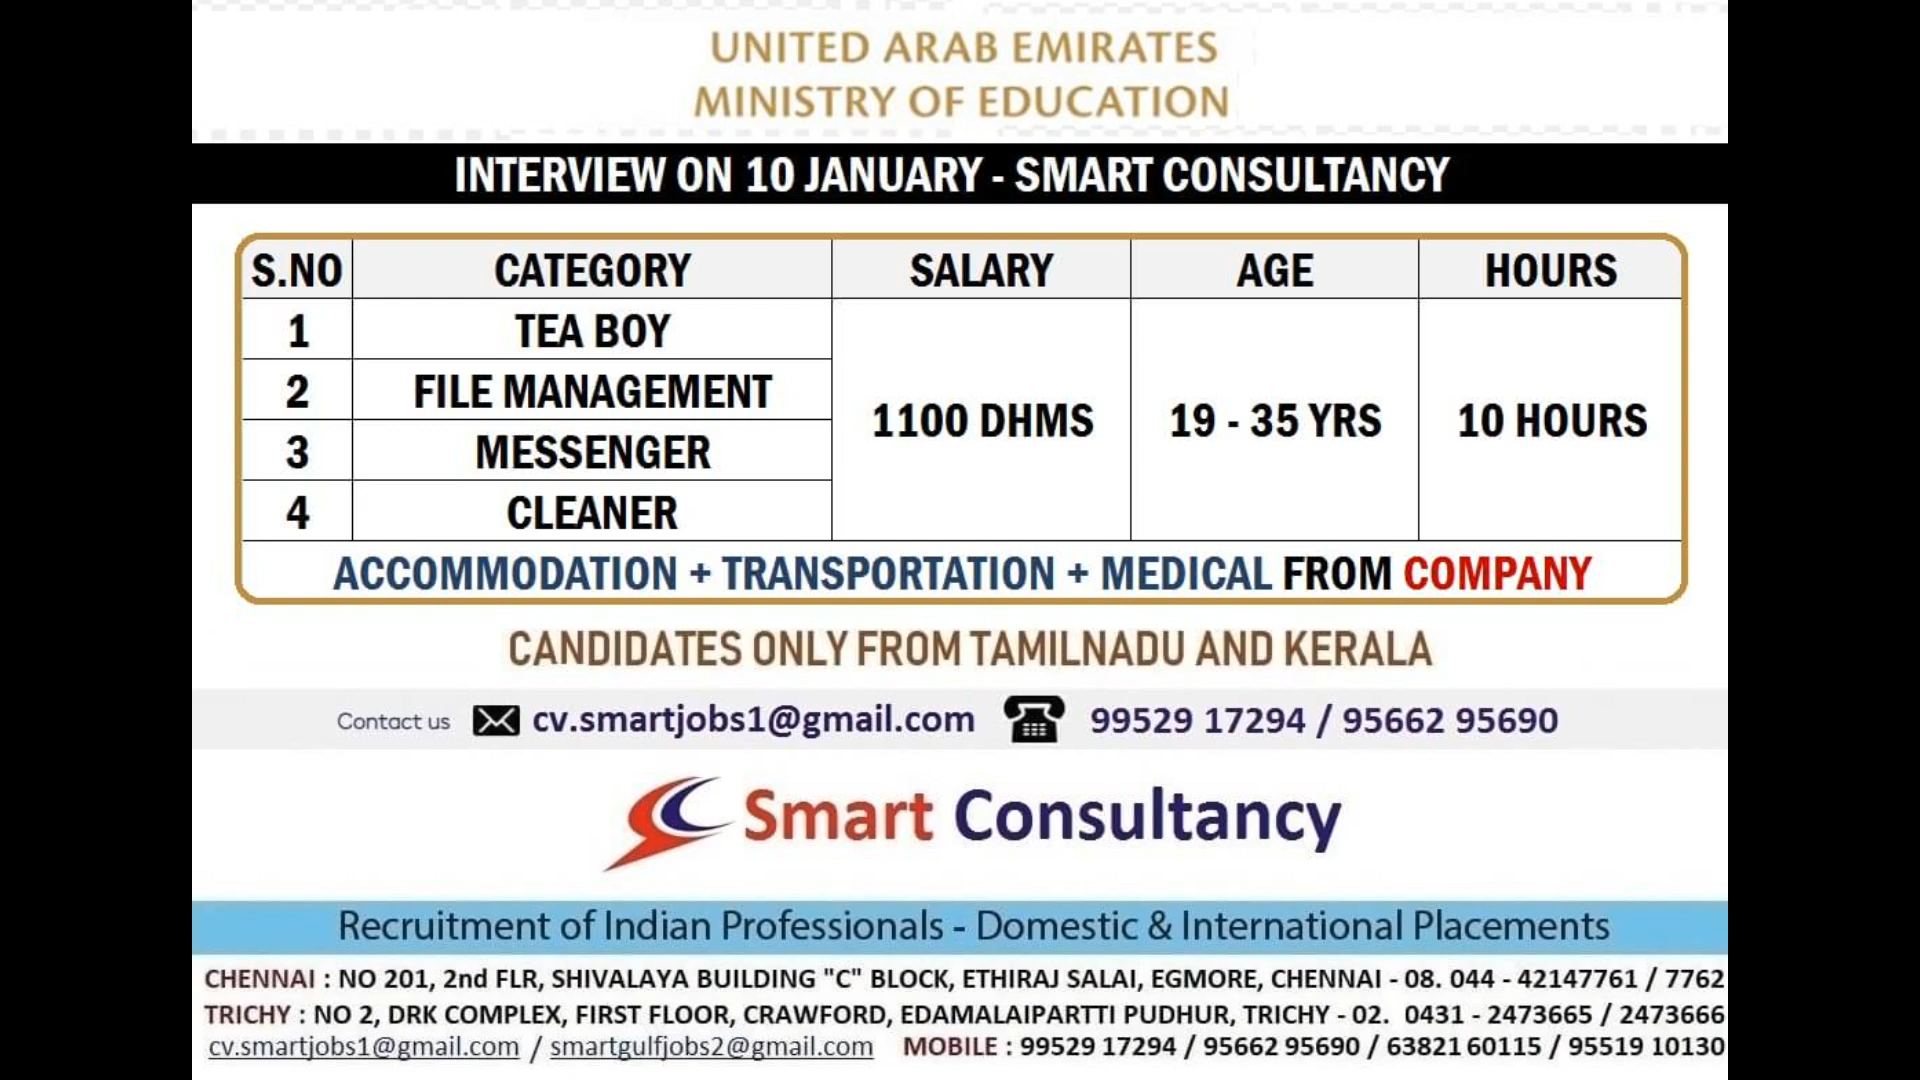 UNITED ARAB EMIRATES
MINISTRY OF EDUCATION
INTERVIEW ON 10 JANUARY - SMART CONSULTANCY
S.NO CATEGORY SALARY AGE HOURS
1 TEA BOY
2 FILE MANAGEMENT
1100 DHMS 19 - 35 YRS 10 HOURS
3 MESSENGER
4 CLEANER
ACCOMMODATION + TRANSPORTATION + MEDICAL FROM COMPANY
CANDIDATES ONLY FROM TAMILNADU AND KERALA
Contact us cv.smartjobs1@gmail.com 99529 17294 / 95662 95690
Smart Consultancy
Recruitment of Indian Professionals - Domestic & International Placements
CHENNAI : NO 201, 2nd FLR, SHIVALAYA BUILDING "C" BLOCK, ETHIRAJ SALAI, EGMORE, CHENNAI - 08. 044 - 42147761 / 7762
TRICHY : NO 2, DRK COMPLEX, FIRST FLOOR, CRAWFORD, EDAMALAIPARTTI PUDHUR, TRICHY - 02. 0431 - 2473665 / 2473666
cv.smartjobs1@gmail.com / smartgulfjobs2@gmail.com MOBILE : 99529 17294 / 95662 95690 / 63821 60115 / 95519 10130